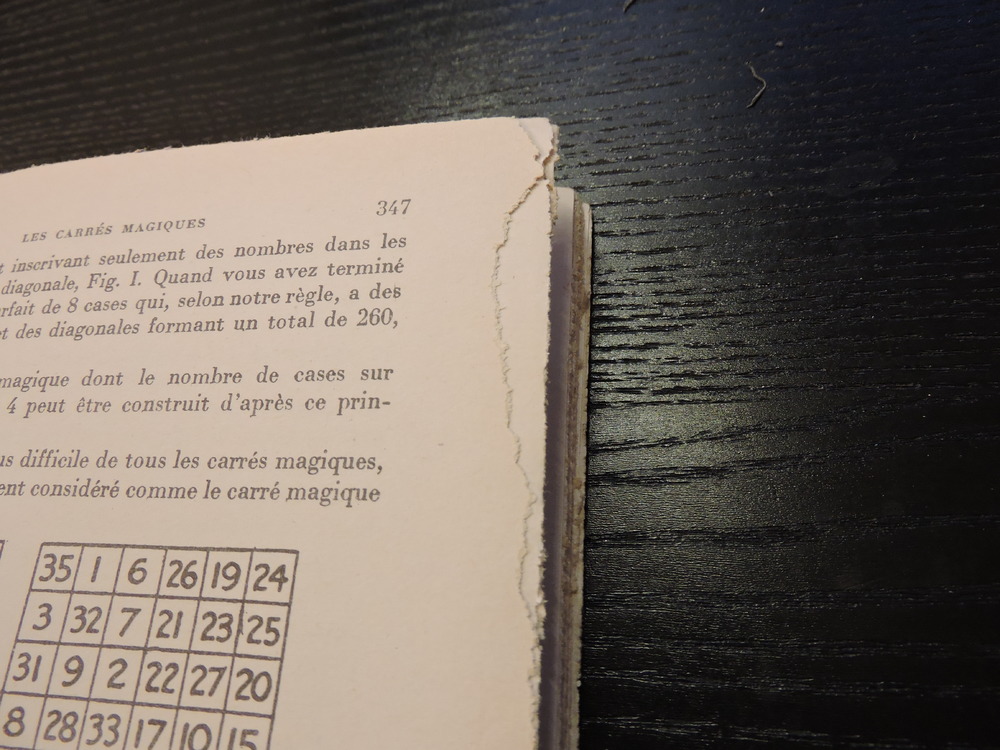 LES CARRÉS MAGIQUES 347
inscrivant seulement des nombres dans les
diagonale, Fig. I. Quand vous avez terminé
rfait de 8 cases qui, selon notre règle, a des
et des diagonales formant un total de 260,
magique dont le nombre de cases sur
4 peut être construit d'après ce prin-
us difficile de tous les carrés magiques,
ent considéré comme le carré magique
35 1 6 26 19 24
3 32 7 21 23 25
31 9 2 22 27 20
8 28 33 17 10 15